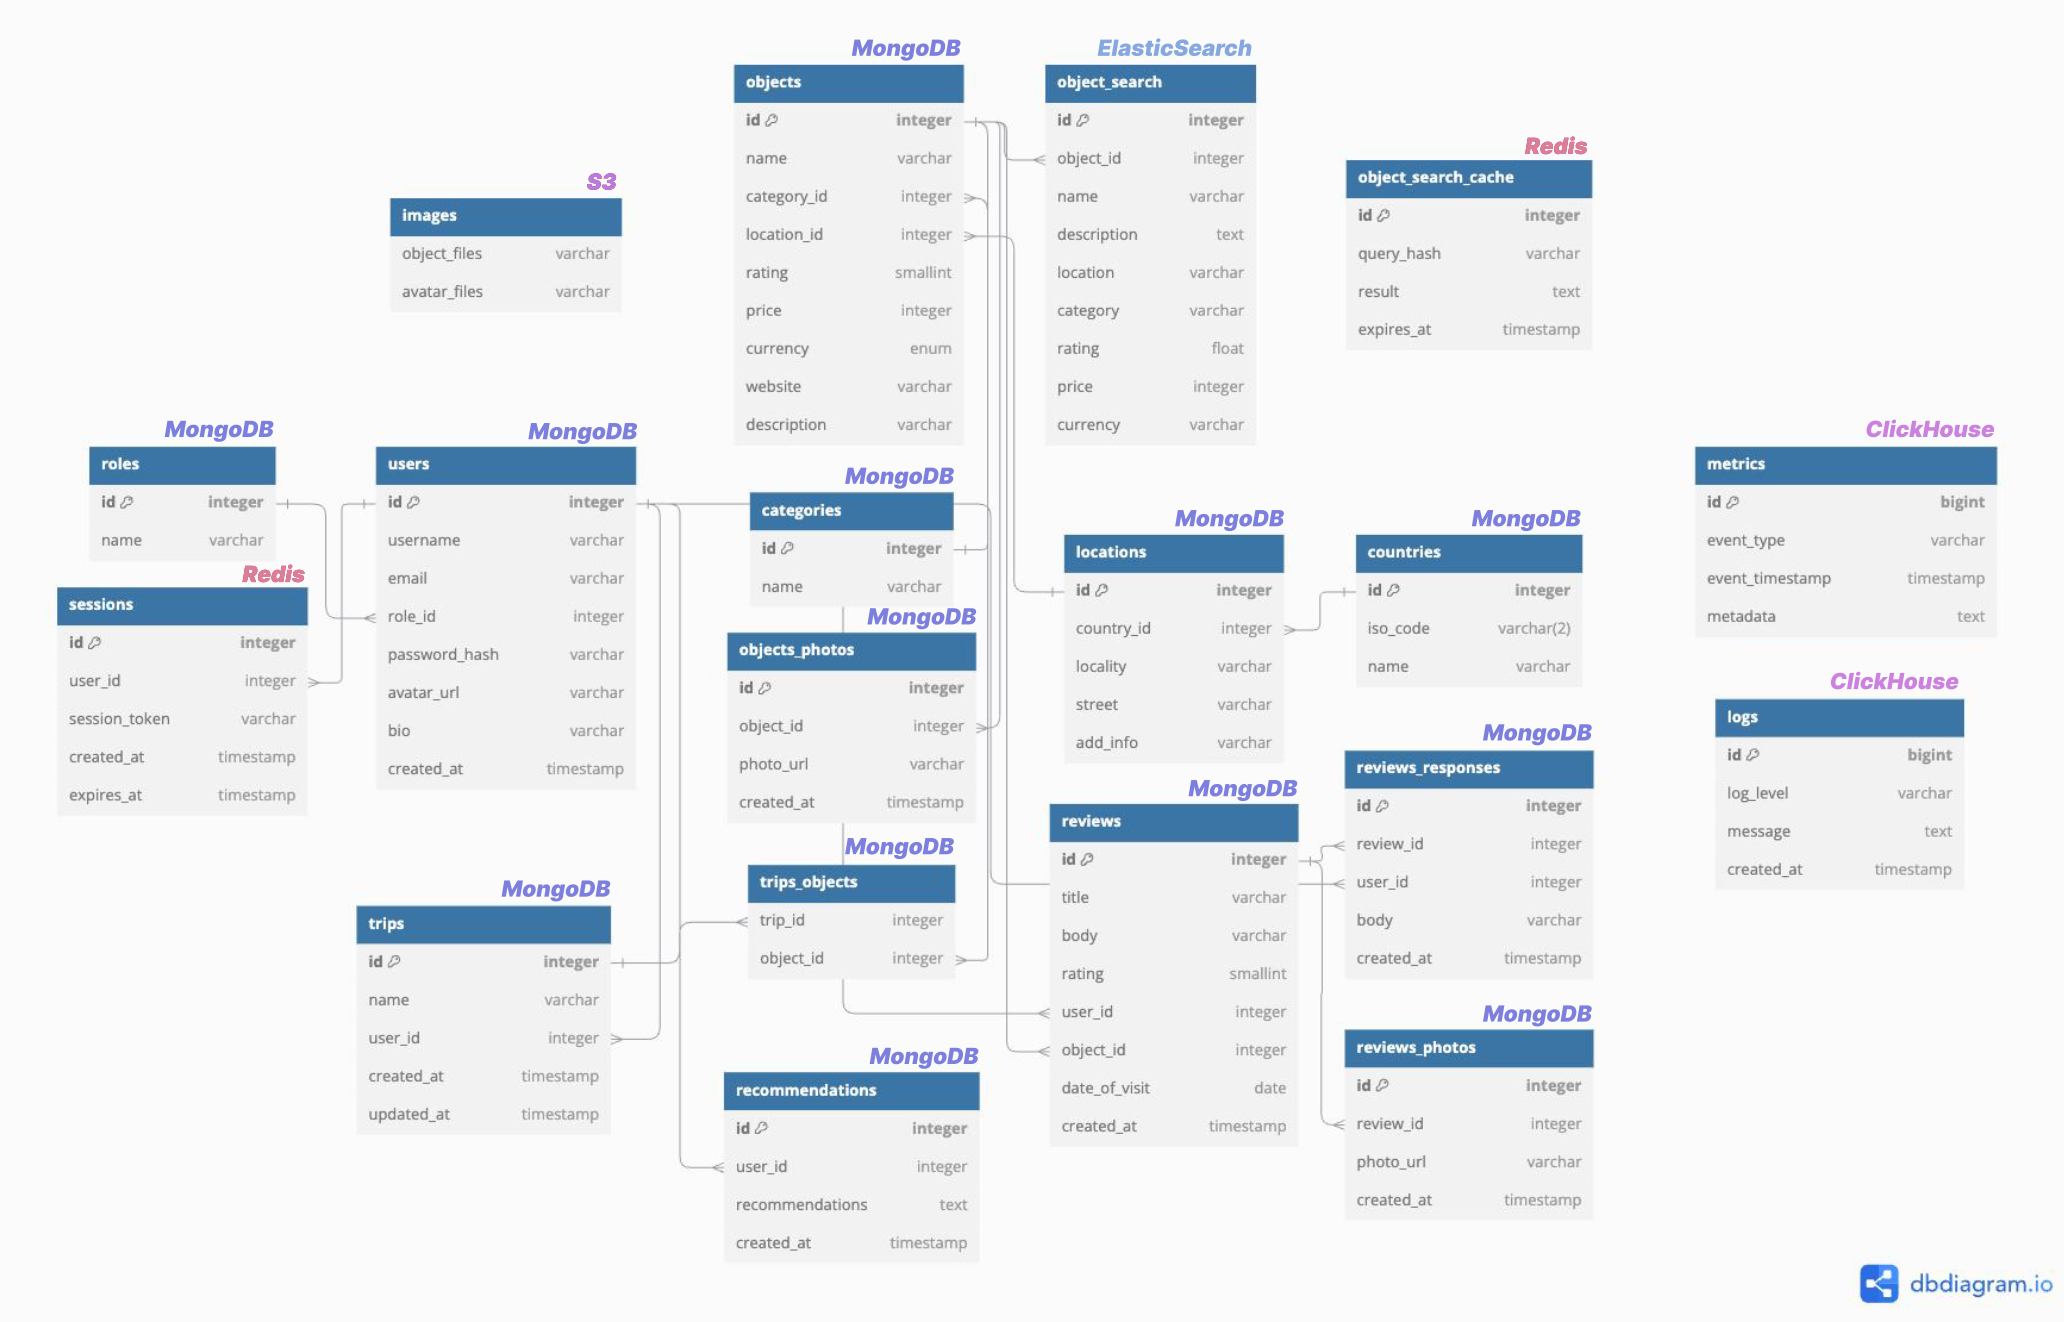 MongoDB
objects
id integer
name varchar
category_id integer
location_id integer
rating smallint
price integer
currency enum
website varchar
description varchar
ElasticSearch
object_search
id integer
object_id integer
name varchar
description text
location varchar
category varchar
rating float
price integer
currency varchar
Redis
object_search_cache
id integer
query_hash varchar
result text
expires_at timestamp
S3
images
object_files varchar
avatar_files varchar
MongoDB
roles
id integer
name varchar
MongoDB
users
id integer
username varchar
email varchar
role_id integer
password_hash varchar
avatar_url varchar
bio varchar
created_at timestamp
Redis
sessions
id integer
user_id integer
session_token varchar
created_at timestamp
expires_at timestamp
MongoDB
categories
id integer
name varchar
MongoDB
objects_photos
id integer
object_id integer
photo_url varchar
created_at timestamp
MongoDB
locations
id integer
country_id integer
locality varchar
street varchar
add_info varchar
MongoDB
countries
id integer
iso_code varchar(2)
name varchar
ClickHouse
metrics
id bigint
event_type varchar
event_timestamp timestamp
metadata text
ClickHouse
logs
id bigint
log_level varchar
message text
created_at timestamp
MongoDB
trips
id integer
name varchar
user_id integer
created_at timestamp
updated_at timestamp
MongoDB
trips_objects
trip_id integer
object_id integer
MongoDB
recommendations
id integer
user_id integer
recommendations text
created_at timestamp
MongoDB
reviews
id integer
title varchar
body varchar
rating smallint
user_id integer
object_id integer
date_of_visit date
created_at timestamp
MongoDB
reviews_responses
id integer
review_id integer
user_id integer
body varchar
created_at timestamp
MongoDB
reviews_photos
id integer
review_id integer
photo_url varchar
created_at timestamp
dbdiagram.io